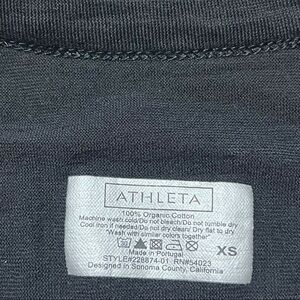 ATHLETA
100% Organic Cotton
Machine wash cold/Do not bleach/Do not tumble dry
Cool iron if needed/Do not dry clean/ Dry flat to dry
"Wash with similar colors together"
XS
Made in Portugal
STYLE#228874-01 RN#54023
Designed in Sonoma County, California